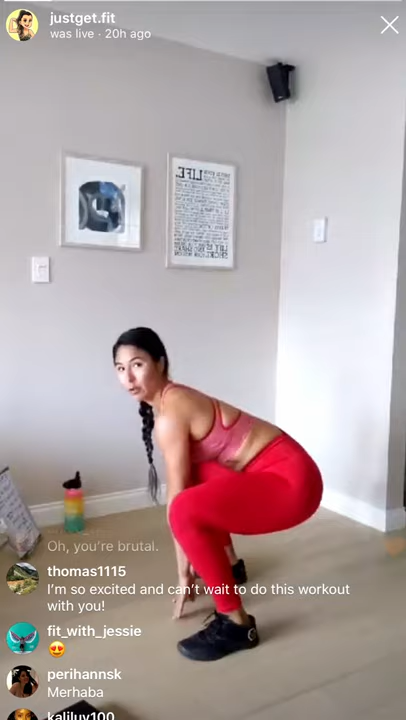 justget.fit
was live · 20h ago
LIFE.
Oh, you're brutal.
thomas1115
I'm so excited and can't wait to do this workout
with you!
fit_with_jessie
😍
perihannsk
Merhaba
kaliluv100